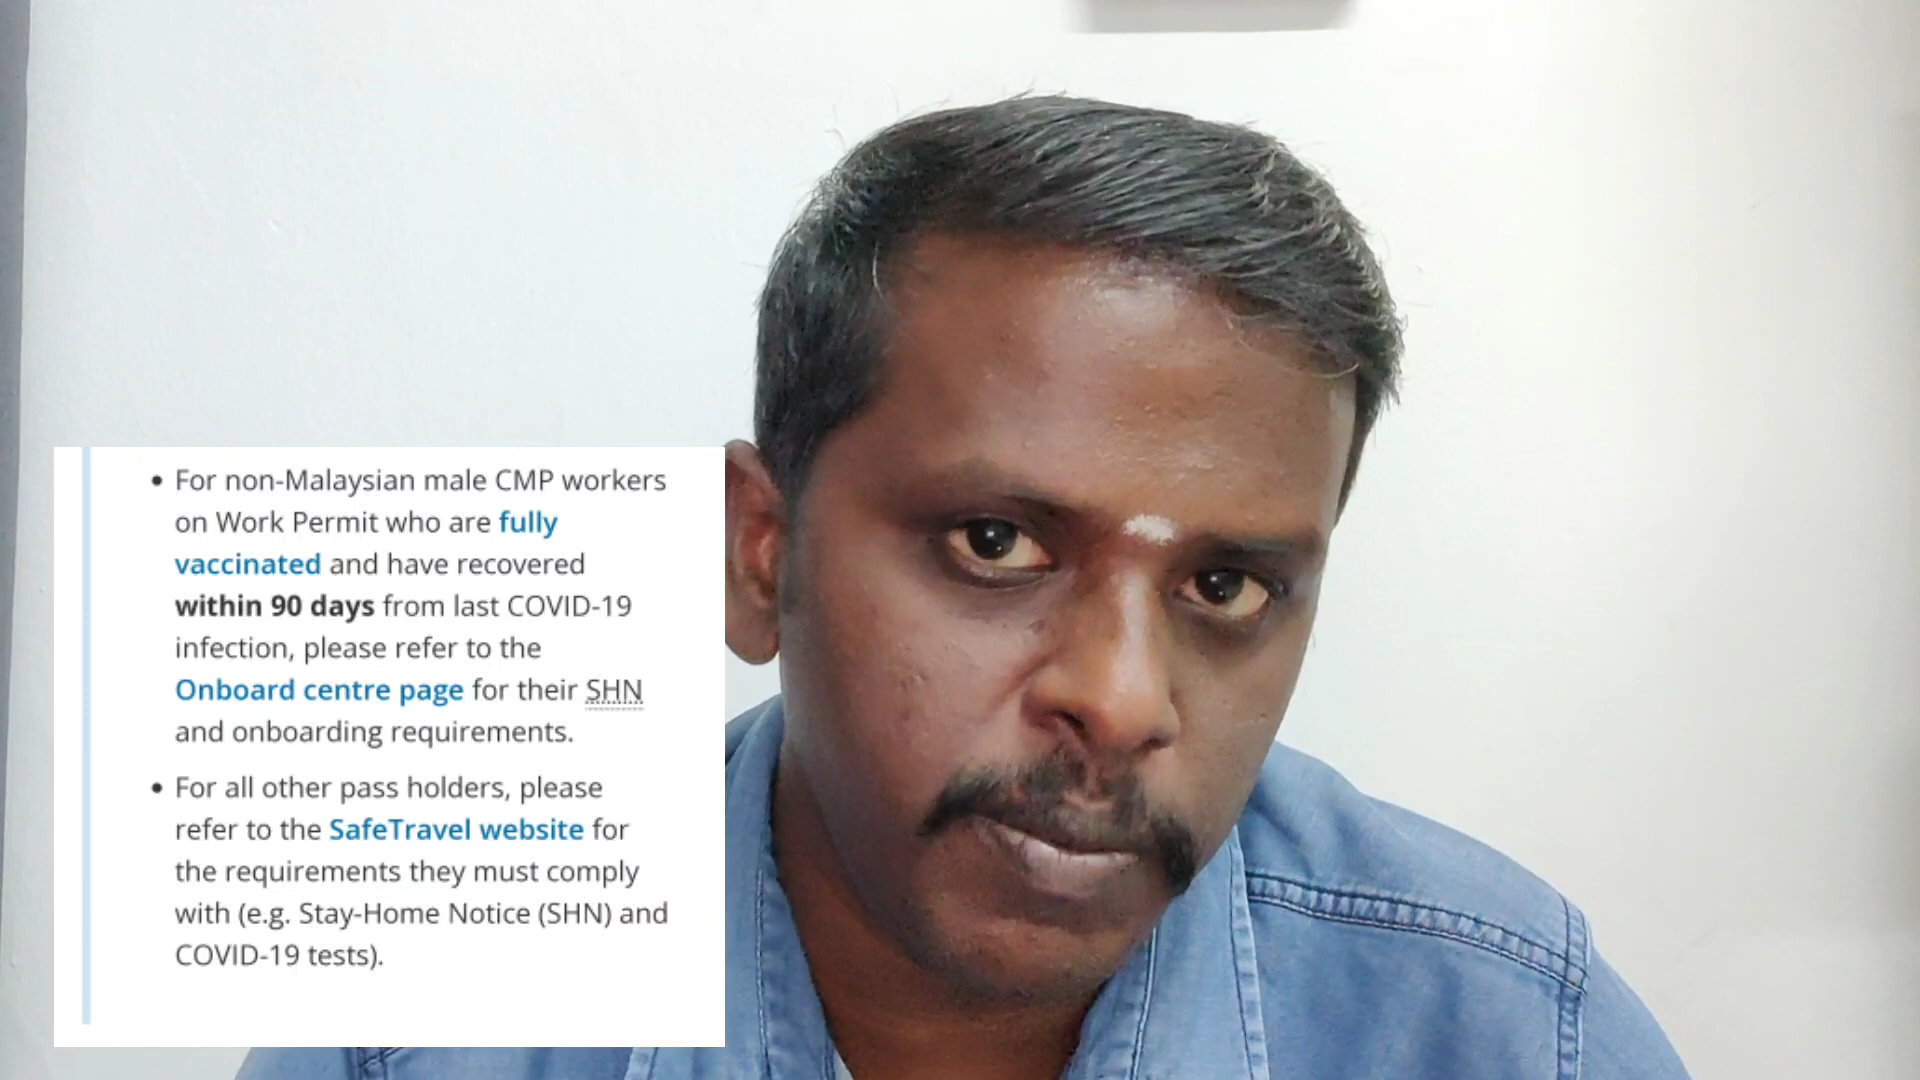 For non-Malaysian male CMP workers
on Work Permit who are fully
vaccinated and have recovered
within 90 days from last COVID-19
infection, please refer to the
Onboard centre page for their SHN
and onboarding requirements.
For all other pass holders, please
refer to the SafeTravel website for
the requirements they must comply
with (e.g. Stay-Home Notice (SHN) and
COVID-19 tests).